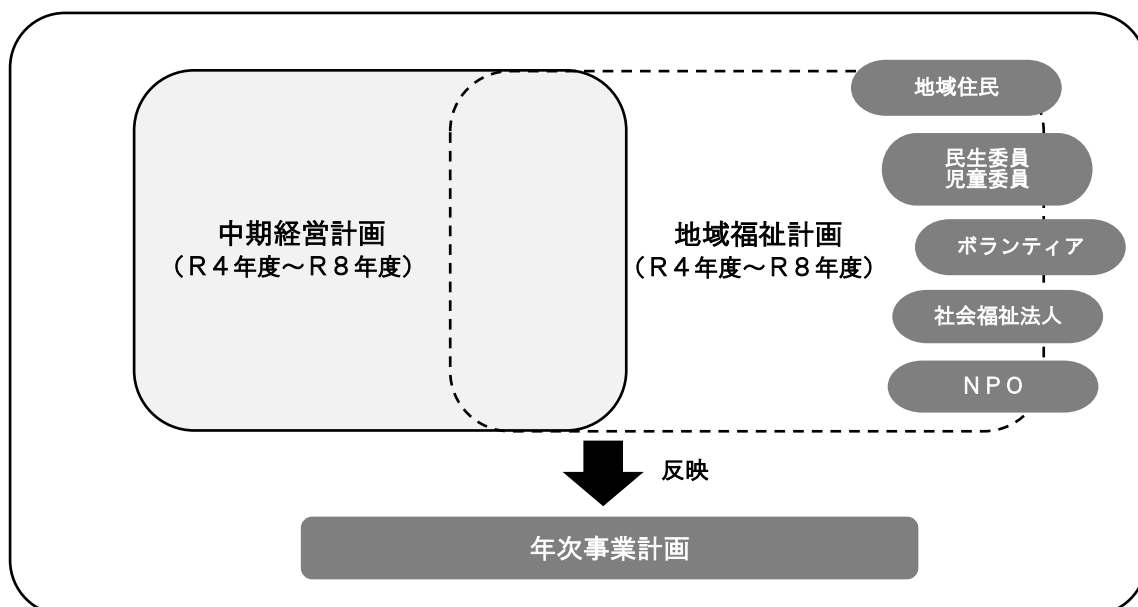 地域住民
民生委員
児童委員
中期経営計画
（Ｒ４年度～Ｒ８年度）
地域福祉計画
（Ｒ４年度～Ｒ８年度）
ボランティア
社会福祉法人
ＮＰＯ
反映
年次事業計画